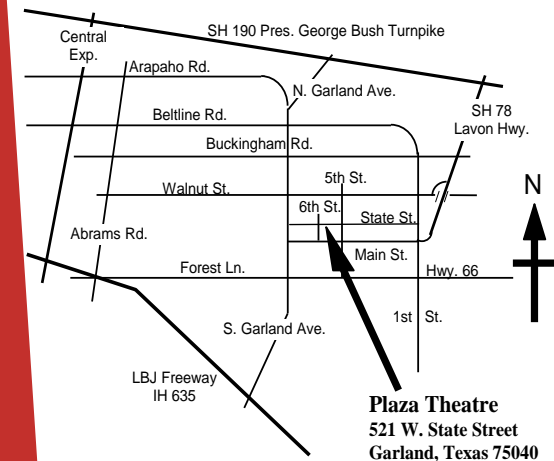 SH 190 Pres. George Bush Turnpike
Central
Exp.
Arapaho Rd.
N. Garland Ave.
SH 78
Lavon Hwy.
Beltline Rd.
Buckingham Rd.
5th St.
Walnut St.
N
6th St.
State St.
Abrams Rd.
Main St.
Forest Ln.
Hwy. 66
S. Garland Ave.
1st St.
LBJ Freeway
IH 635
Plaza Theatre
521 W. State Street
Garland, Texas 75040